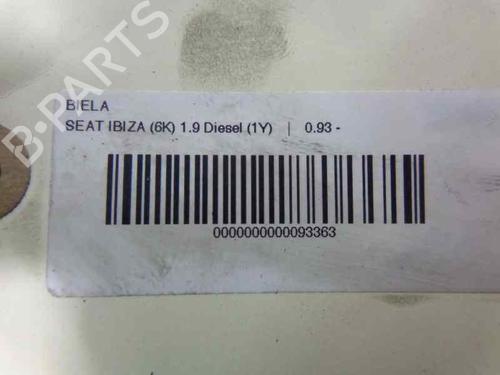 B-PARTS
BIELA
SEAT IBIZA (6K) 1.9 Diesel (1Y) | 0.93 -
0000000000093363